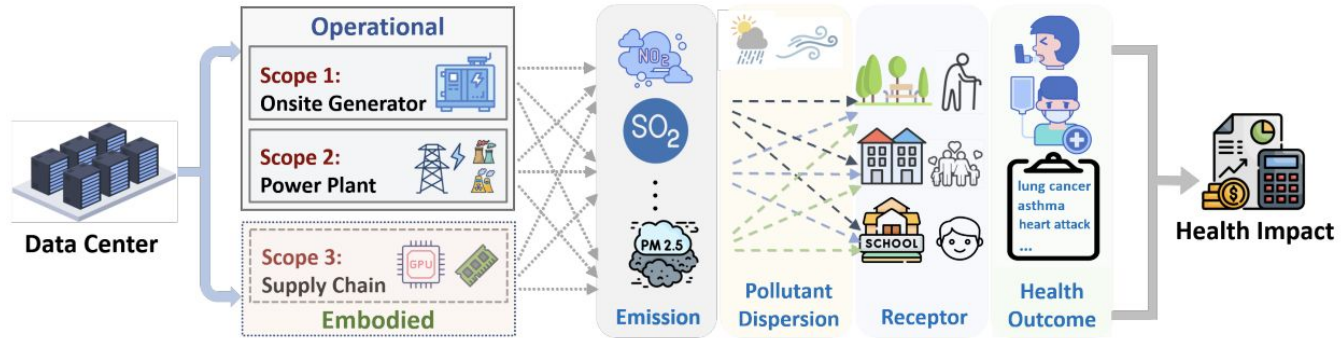 Data Center
Operational
Scope 1:
Onsite Generator
Scope 2:
Power Plant
Scope 3:
Supply Chain
GPU
Embodied
NO₂
SO₂
PM 2.5
Emission
Pollutant
Dispersion
SCHOOL
Receptor
lung cancer
asthma
heart attack
...
Health
Outcome
$
Health Impact